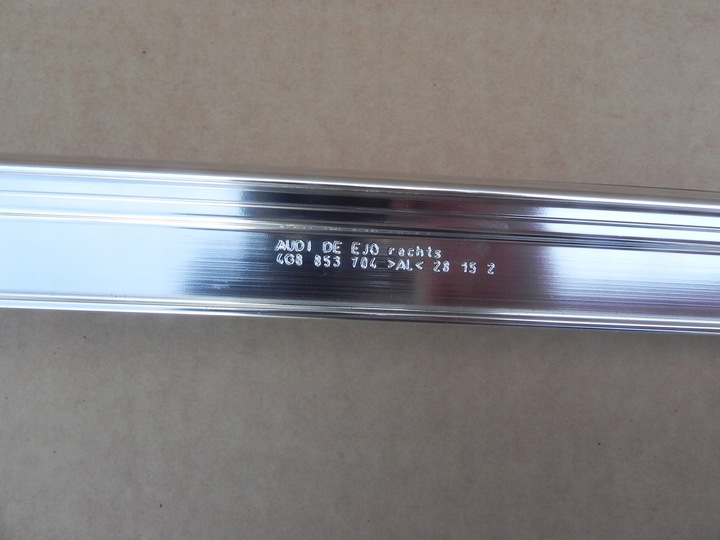 AUDI DE EJO rechts
4G8 853 704 >AL< 28 15 2